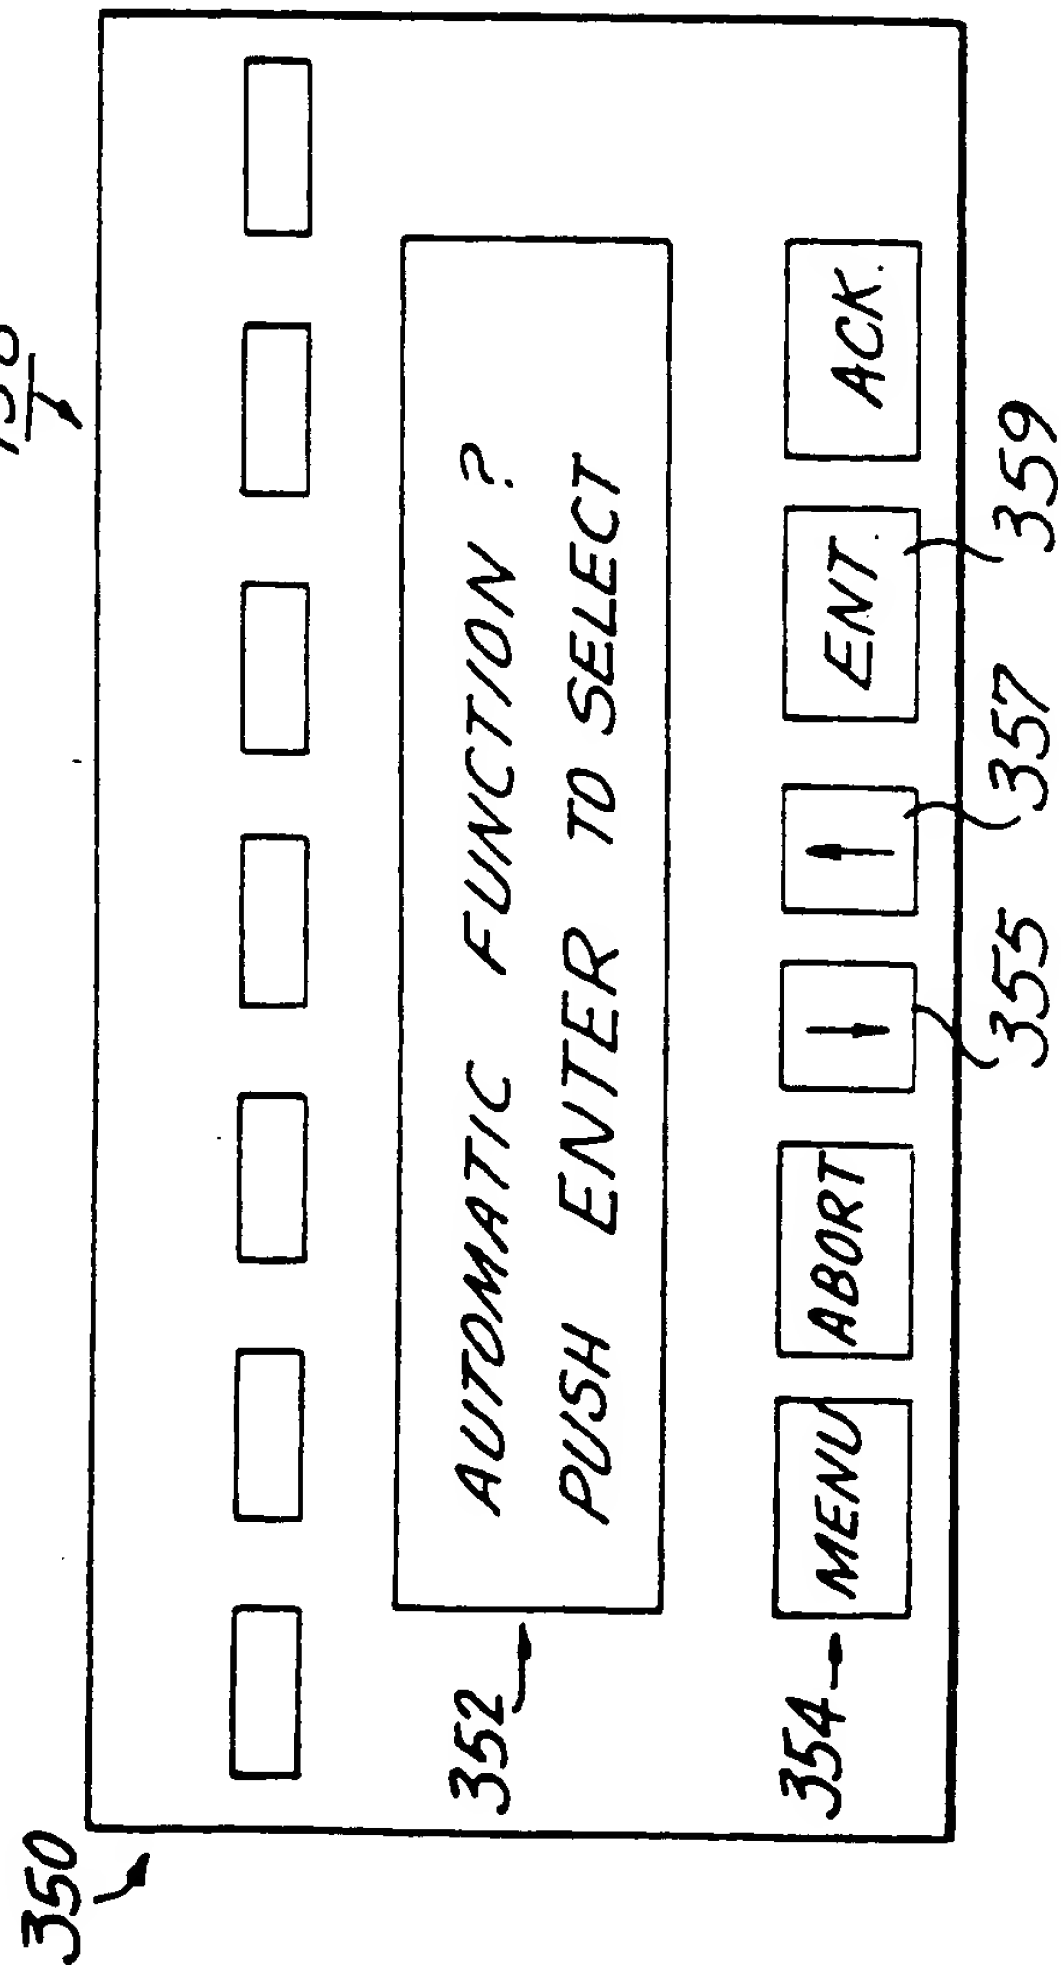 350
352
AUTOMATIC FUNCTION ?
PUSH ENTER TO SELECT
354
MENU ABORT ↓ ↑ ENT. ACK.
355 357 359